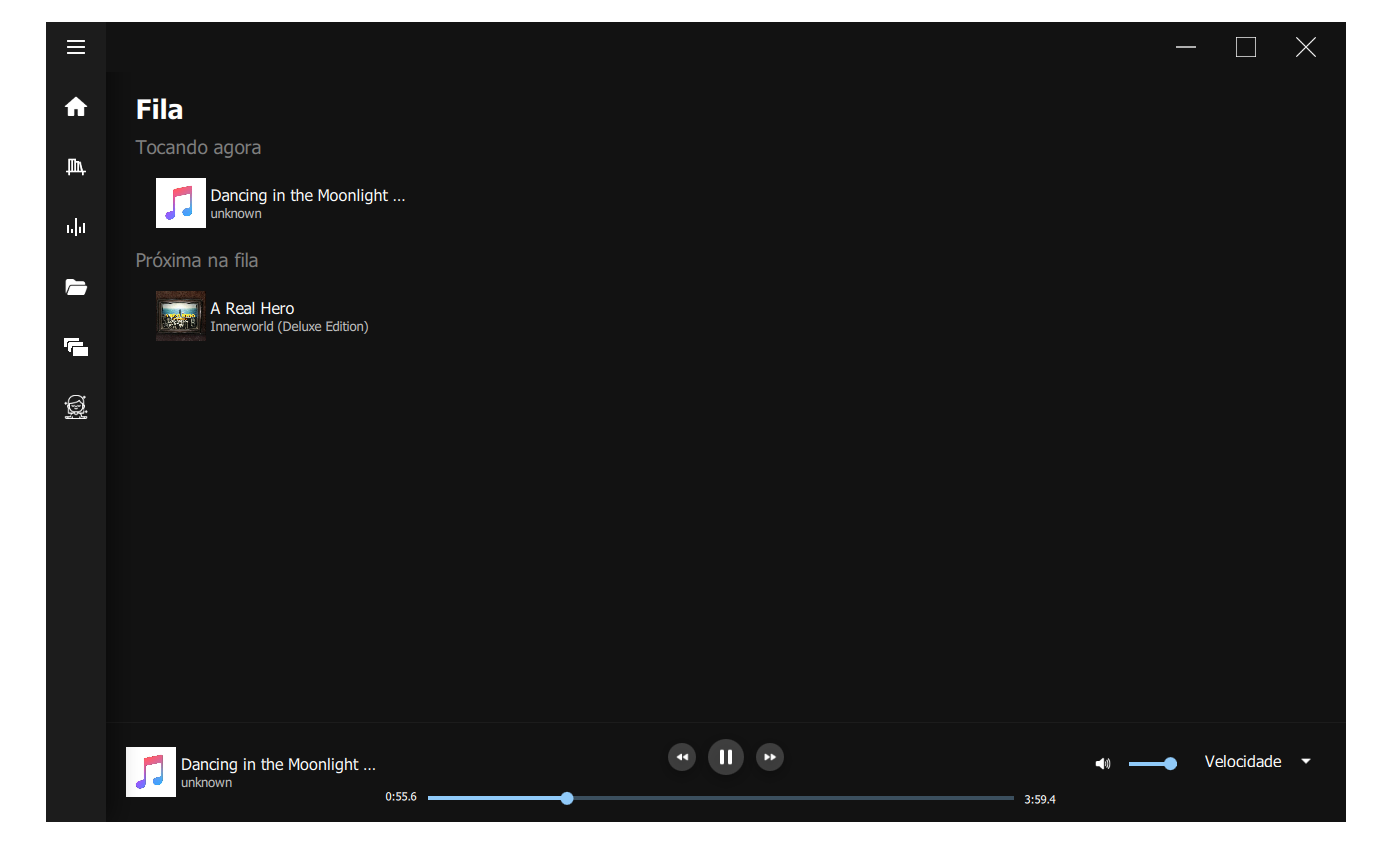 Fila
Tocando agora
Dancing in the Moonlight ...
unknown
Próxima na fila
A Real Hero
Innerworld (Deluxe Edition)
Dancing in the Moonlight ...
unknown
0:55.6
3:59.4
Velocidade